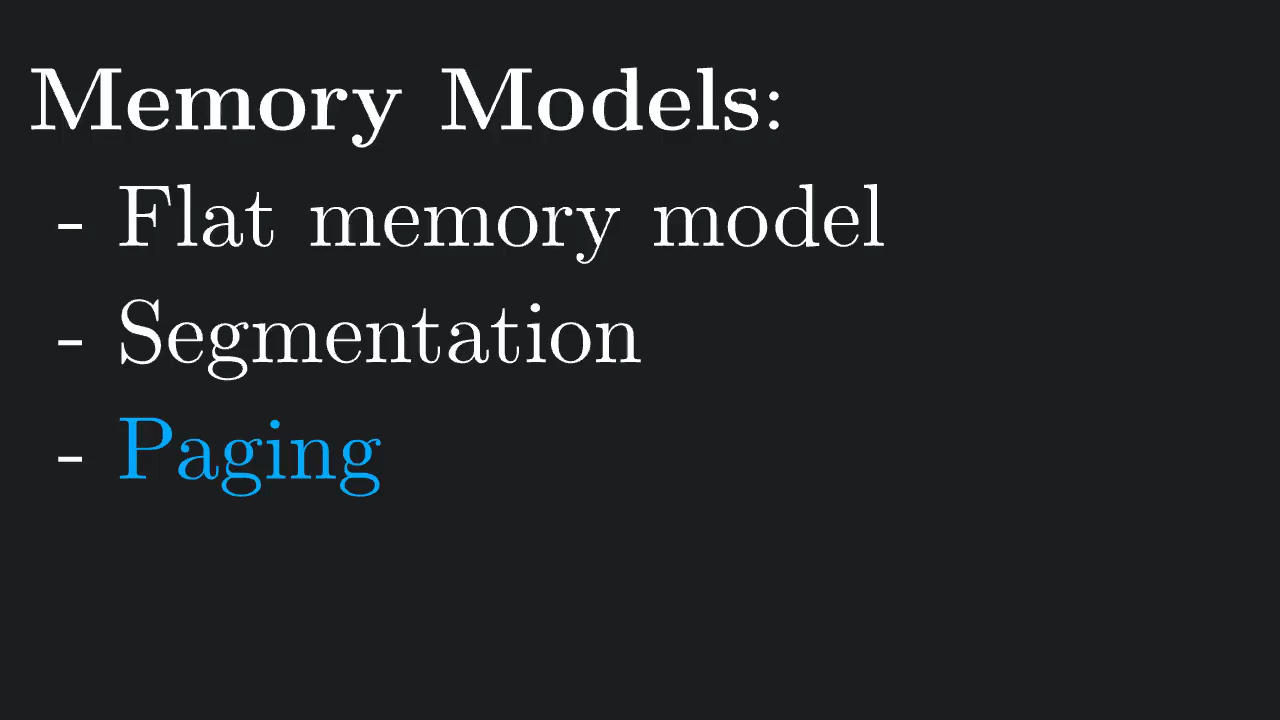 Memory Models:
- Flat memory model
- Segmentation
- Paging